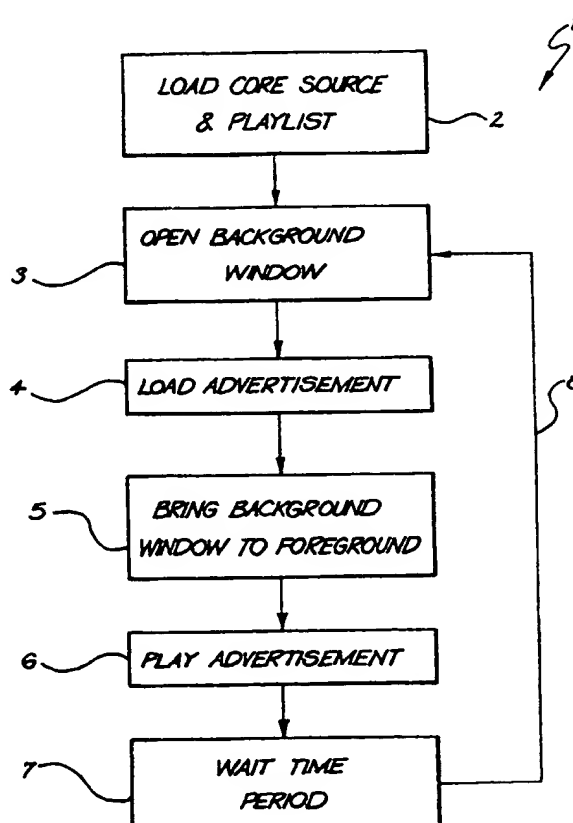 LOAD CORE SOURCE
& PLAYLIST
2
OPEN BACKGROUND
WINDOW
3
LOAD ADVERTISEMENT
4
BRING BACKGROUND
WINDOW TO FOREGROUND
5
PLAY ADVERTISEMENT
6
WAIT TIME
PERIOD
7